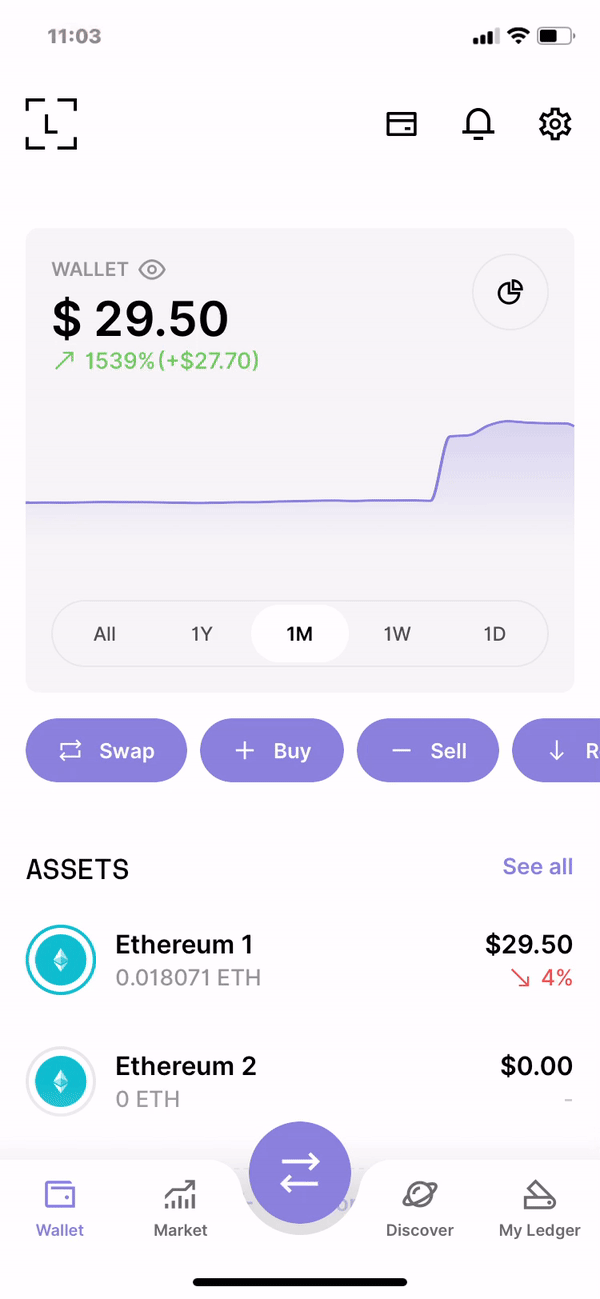 11:03
L
WALLET
$ 29.50
1539% (+$27.70)
All 1Y 1M 1W 1D
Swap Buy Sell R
ASSETS See all
Ethereum 1 $29.50
0.018071 ETH 4%
Ethereum 2 $0.00
0 ETH -
Wallet Market Discover My Ledger